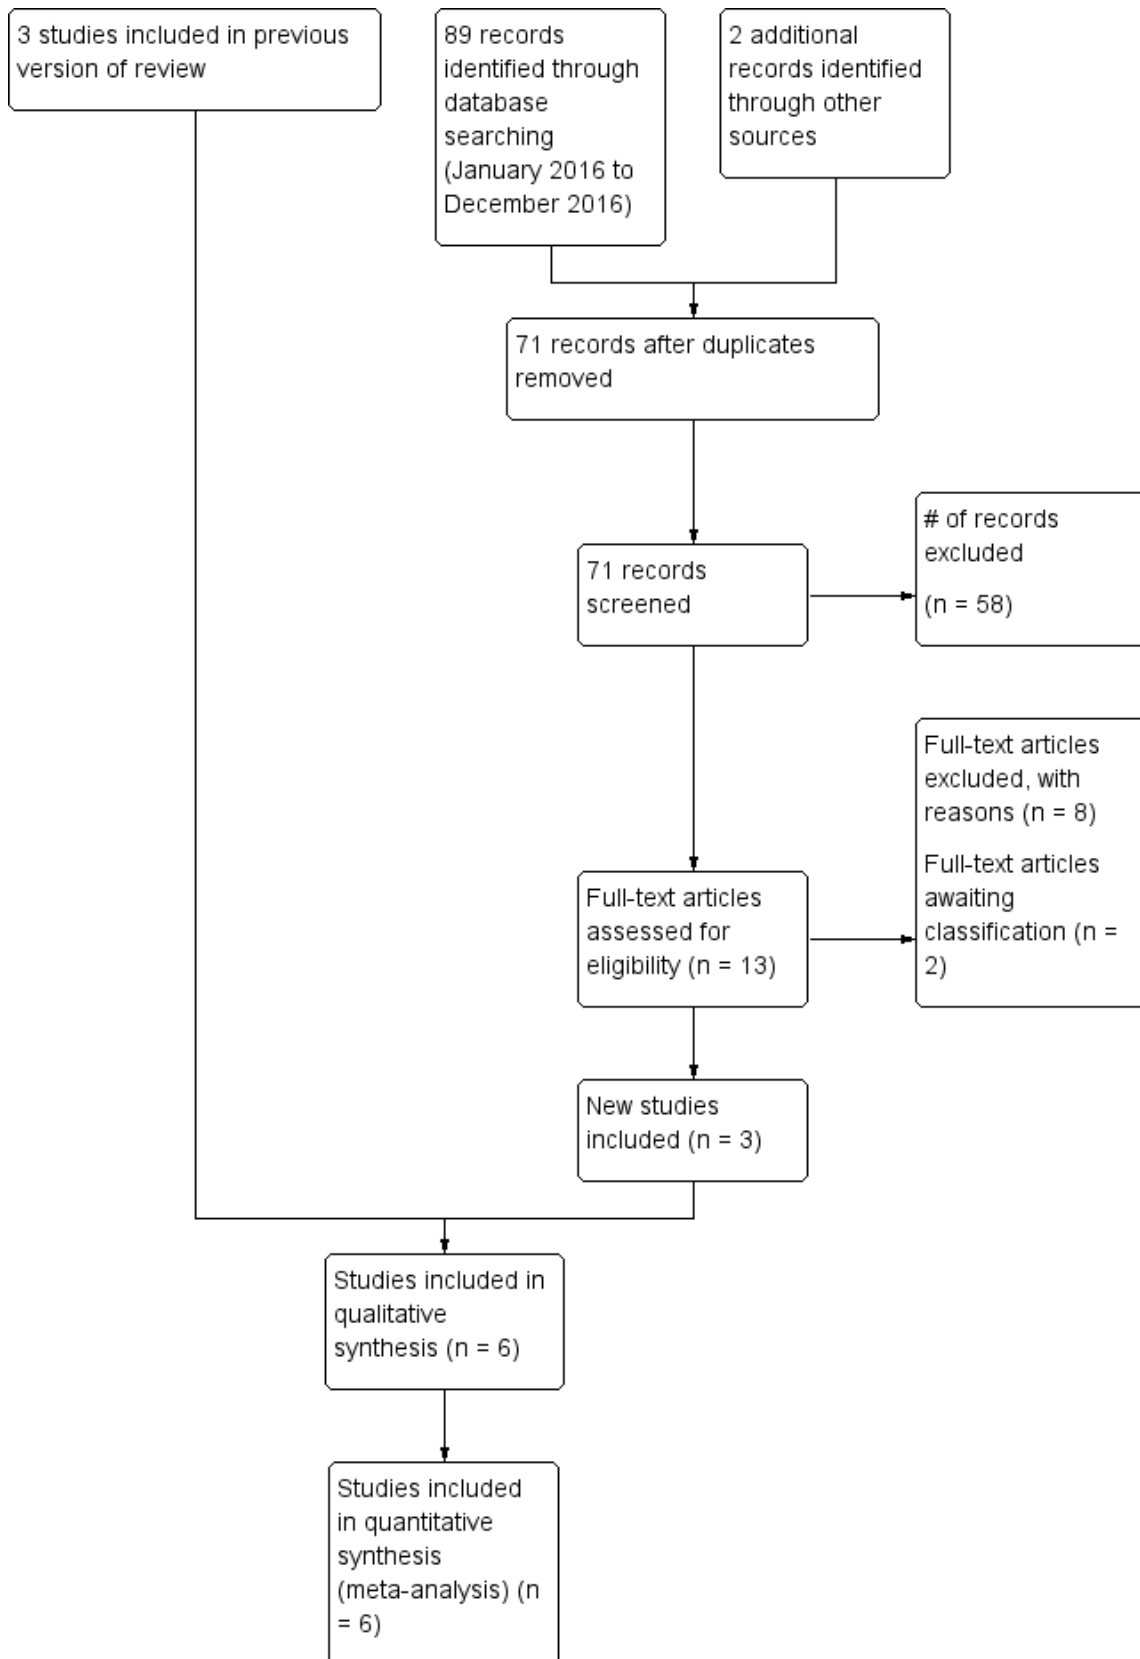 3 studies included in previous
version of review
89 records
identified through
database
searching
(January 2016 to
December 2016)
2 additional
records identified
through other
sources
71 records after duplicates
removed
71 records
screened
# of records
excluded
(n = 58)
Full-text articles
assessed for
eligibility (n = 13)
Full-text articles
excluded, with
reasons (n = 8)
Full-text articles
awaiting
classification (n =
2)
New studies
included (n = 3)
Studies included in
qualitative
synthesis (n = 6)
Studies included
in quantitative
synthesis
(meta-analysis) (n
= 6)